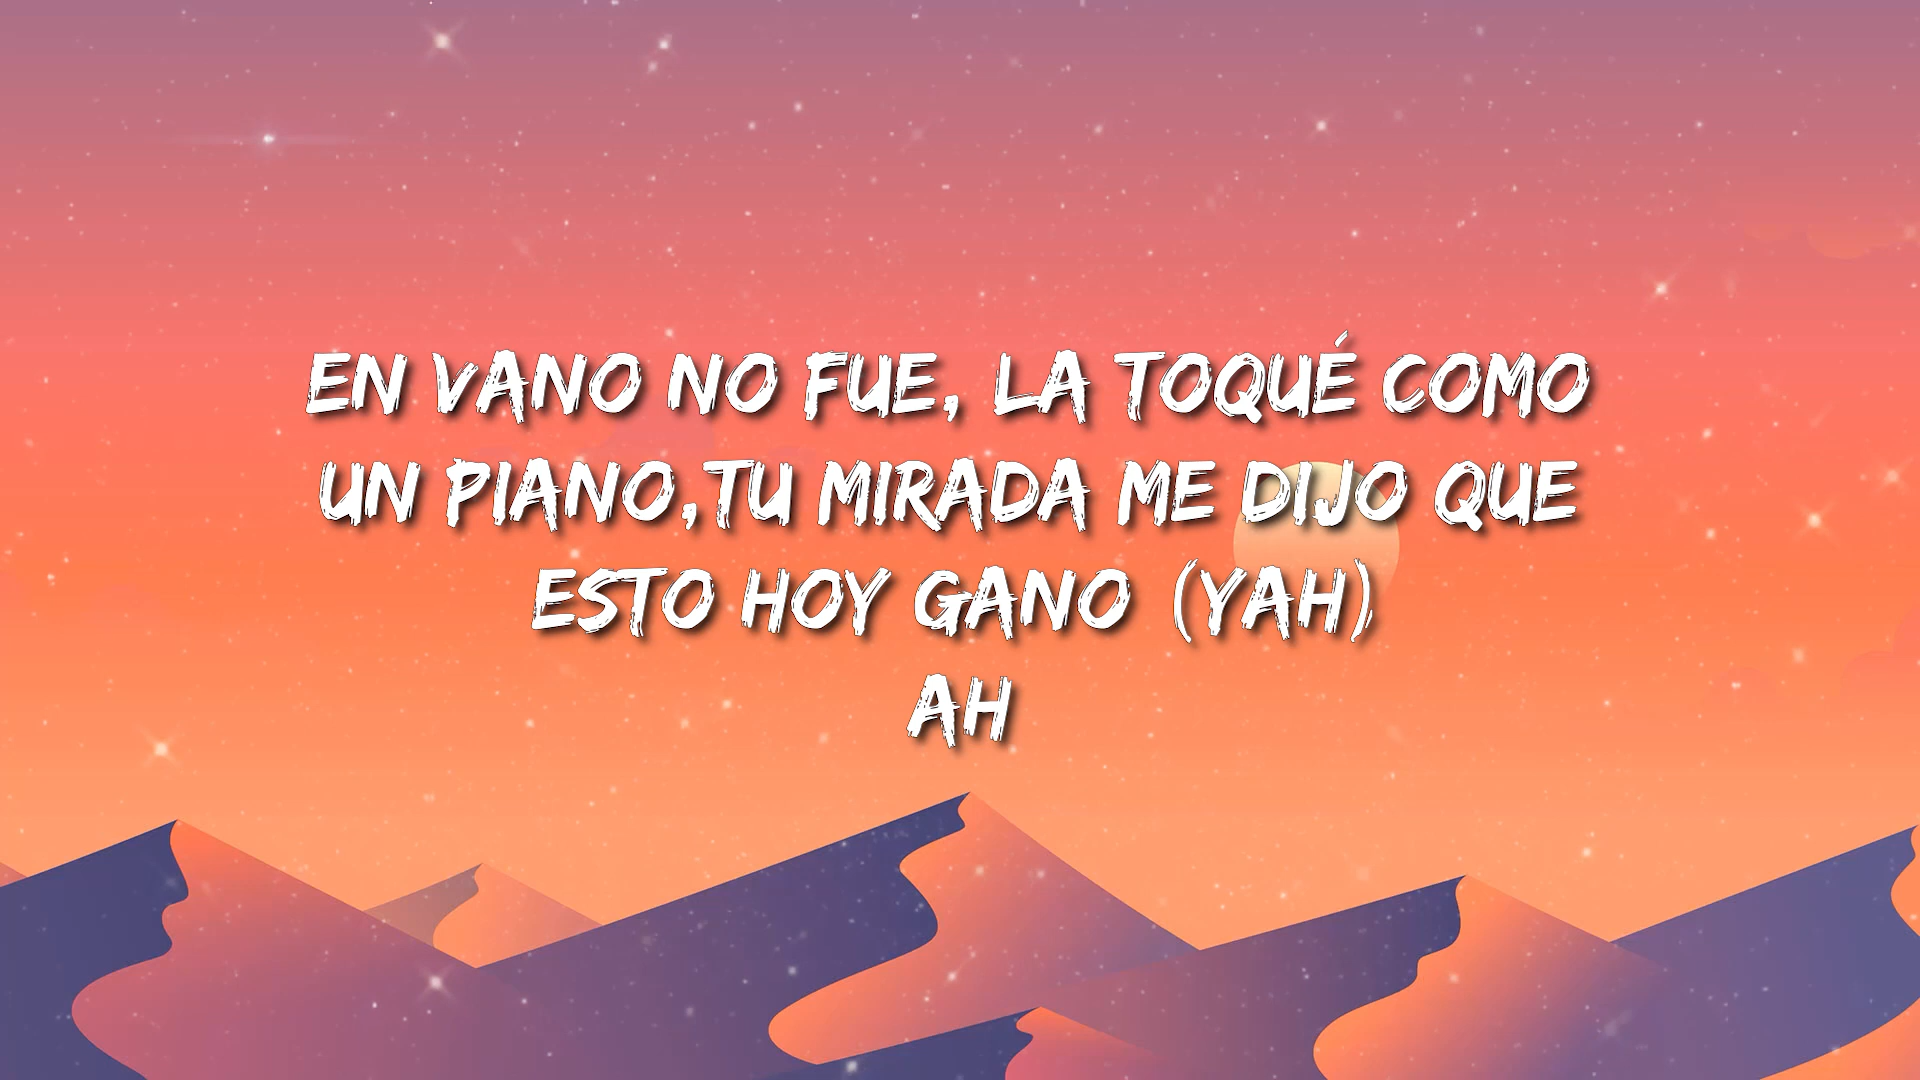 EN VANO NO FUE, LA TOQUÉ COMO
UN PIANO,TU MIRADA ME DIJO QUE
ESTO HOY GANO (YAH)
AH